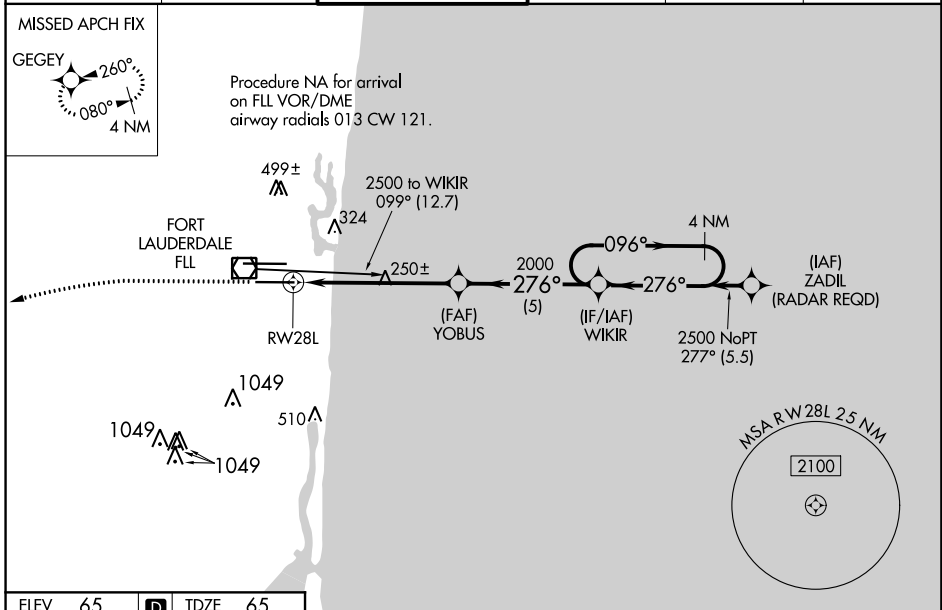 MISSED APCH FIX
GEGEY
260°
080°
4 NM
Procedure NA for arrival
on FLL VOR/DME
airway radials 013 CW 121.
499±
2500 to WIKIR
099° (12.7)
324
FORT
LAUDERDALE
FLL
250±
4 NM
096°
2000
276°
(5)
276°
(IAF)
ZADIL
(RADAR REQD)
RW28L
(FAF)
YOBUS
(IF/IAF)
WIKIR
2500 NoPT
277° (5.5)
1049
510
1049
1049
MSA RW28L 25 NM
2100
ELEV 65 D TDZE 65